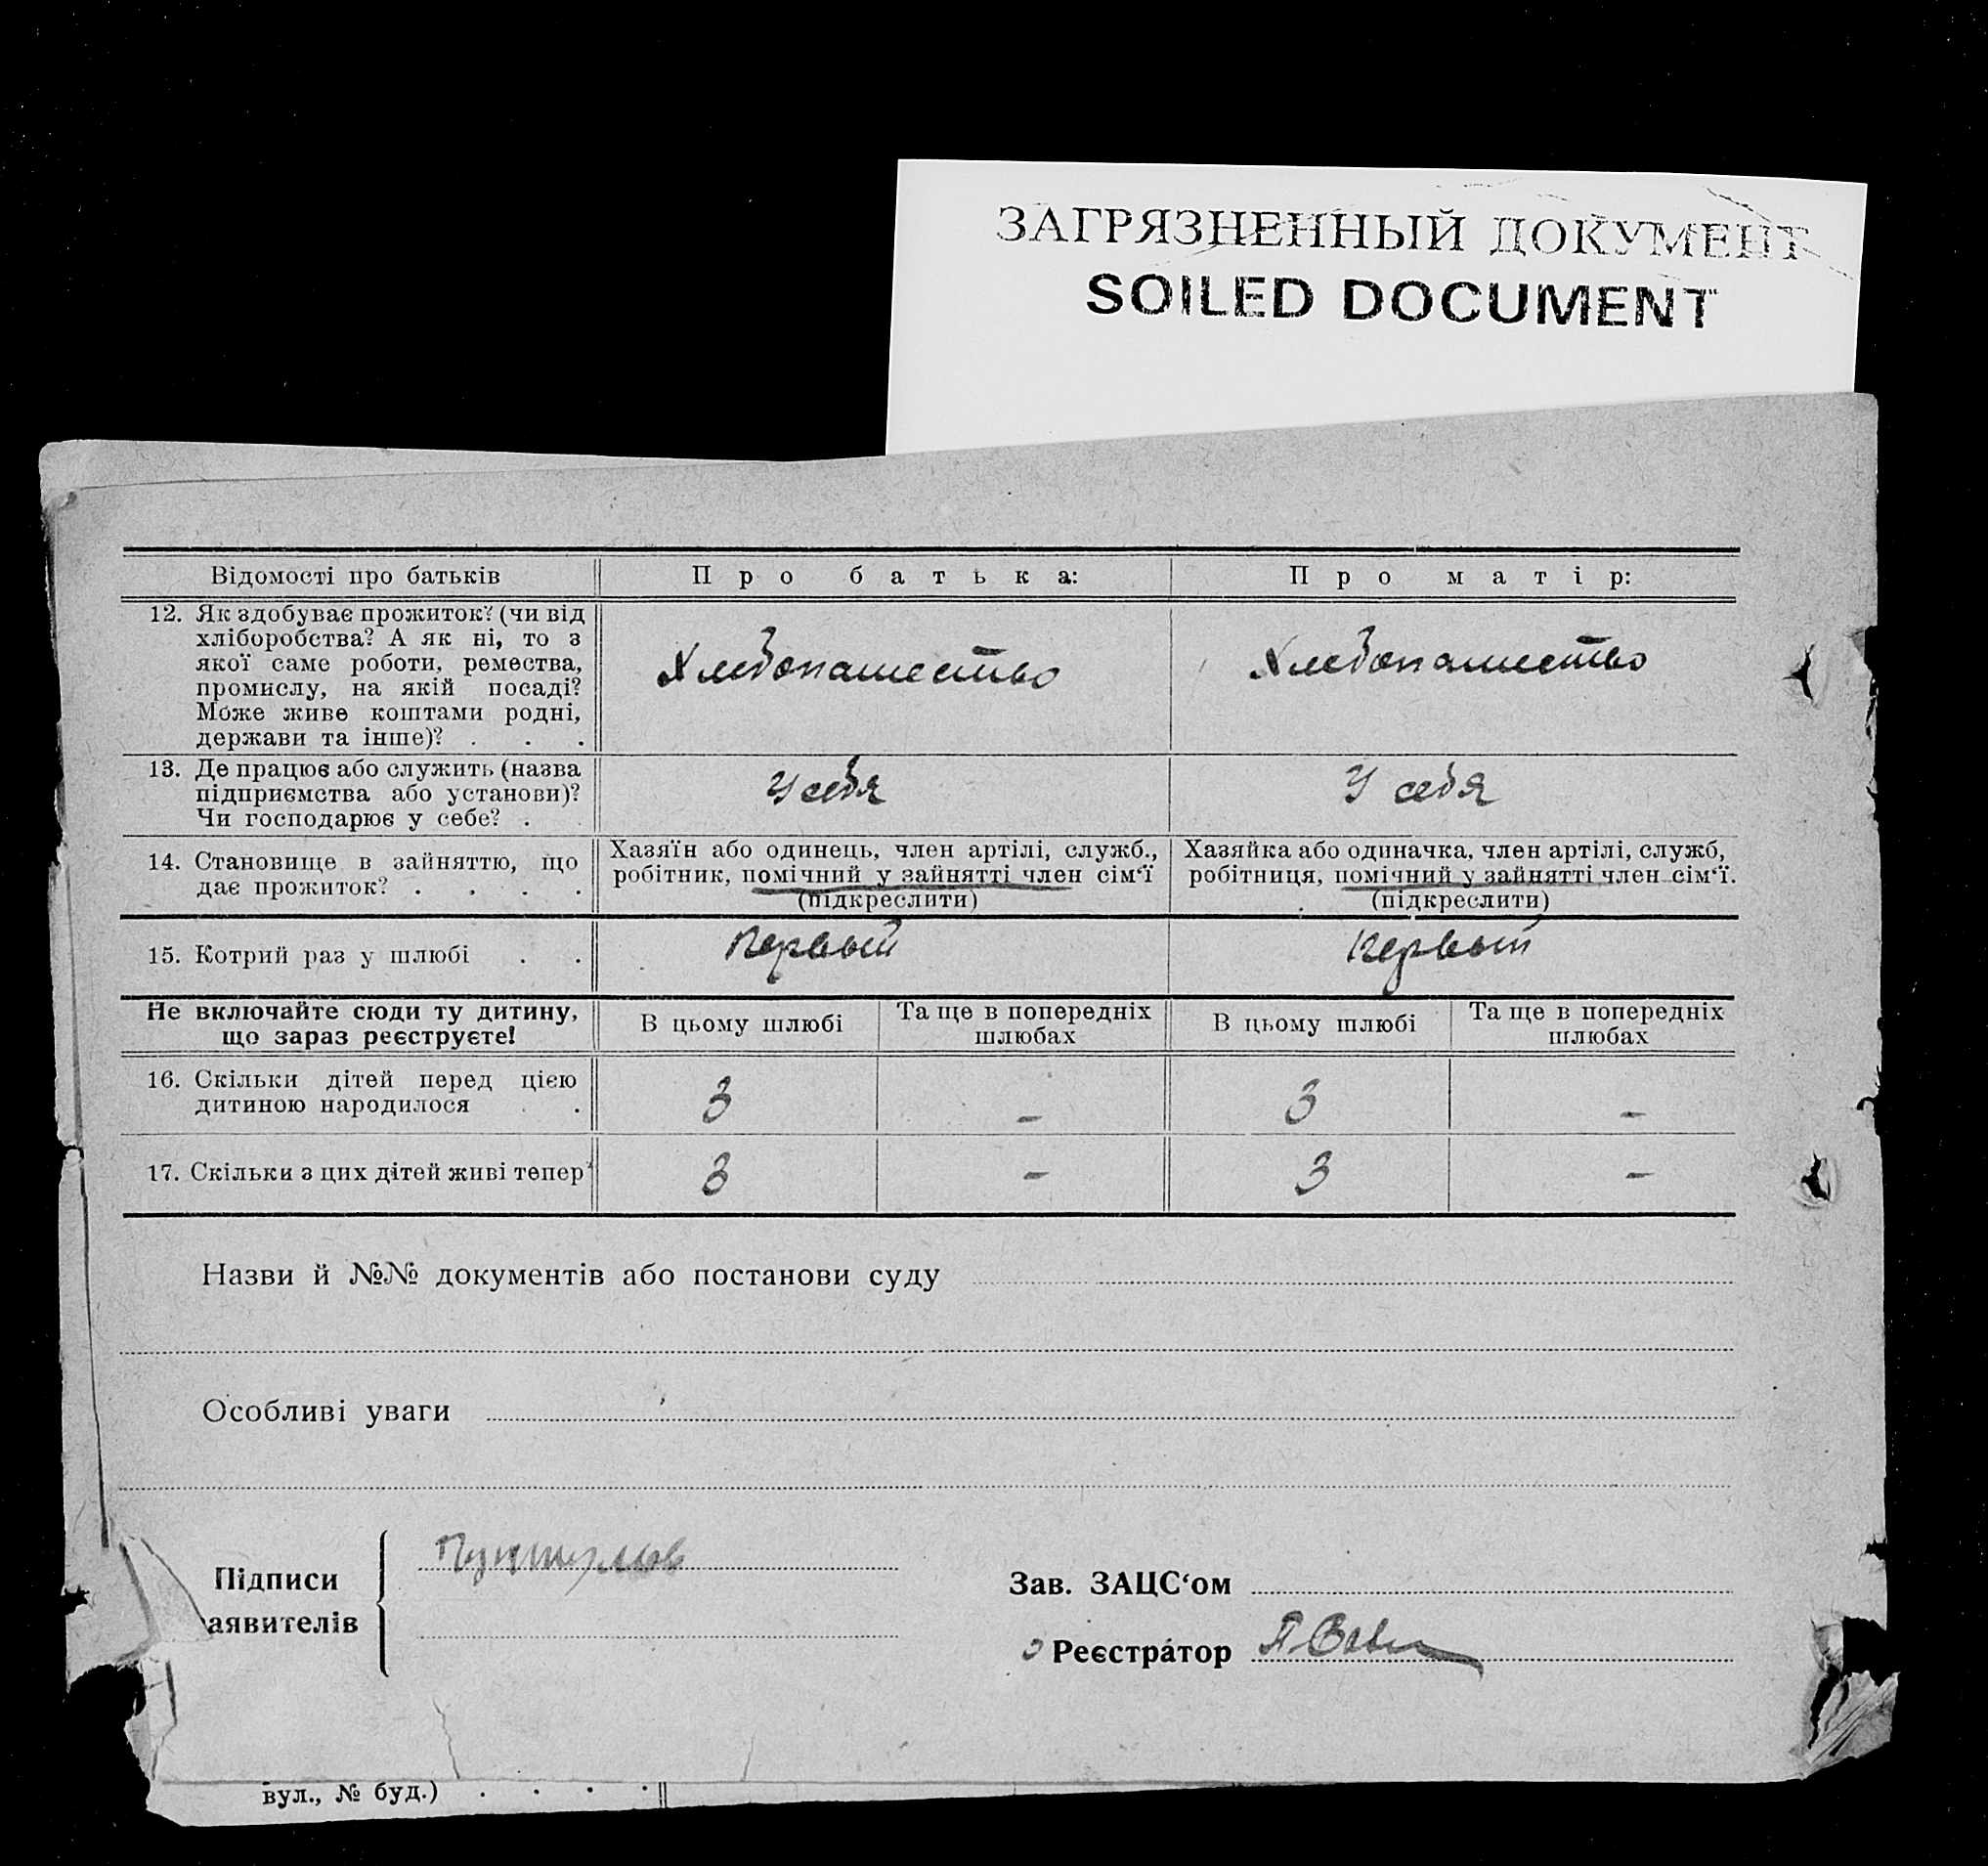 ЗАГРЯЗНЕННЫЙ ДОКУМЕНТ
SOILED DOCUMENT
Відомості про батьків
Про батька:
Про матір:
12. Як здобуває прожиток? (чи від
хліборобства? А як ні, то з
якої саме роботи, ремества,
промислу, на якій посаді?
Може живе коштами родні,
держави та інше)? . . .
Хлебопашество
Хлебопашество
13. Де працює або служить (назва
підприємства або установи)?
Чи господарює у себе? .
У себя
У себя
14. Становище в зайняттю, що
дає прожиток? . . . .
Хазяїн або одинець, член артілі, служб.,
робітник, помічний у зайнятті член сім‘ї
(підкреслити)
Хазяйка або одиначка, член артілі, служб,
робітниця, помічний у зайнятті член сім‘ї.
(підкреслити)
15. Котрий раз у шлюбі . .
Первый
Первый
Не включайте сюди ту дитину,
що зараз реєструєте!
В цьому шлюбі
Та ще в попередніх
шлюбах
В цьому шлюбі
Та ще в попередніх
шлюбах
16. Скільки дітей перед цією
дитиною народилося . .
3
–
3
–
17. Скільки з цих дітей живі тепер
3
–
3
–
Назви й №№ документів або постанови суду
Особливі уваги
Підписи
аявителів
Зав. ЗАЦС‘ом
Реєстра́тор
вул., № буд.) . . . .